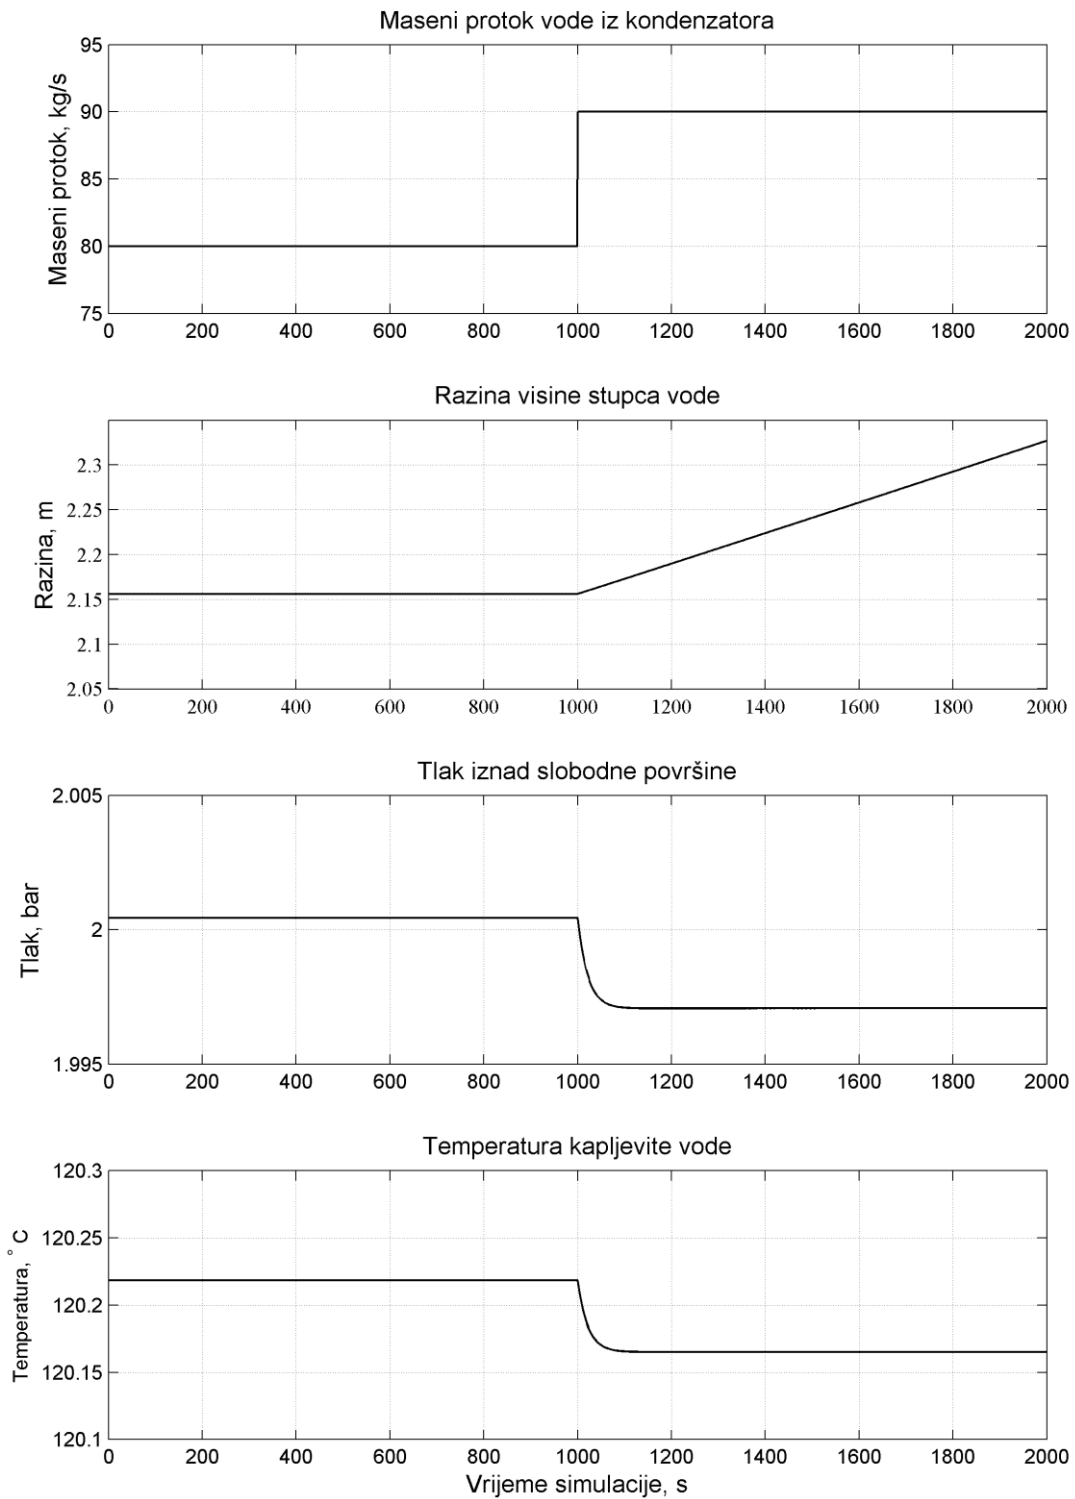 Maseni protok vode iz kondenzatora
Maseni protok, kg/s
95
90
85
80
75
0 200 400 600 800 1000 1200 1400 1600 1800 2000
Razina visine stupca vode
Razina, m
2.3
2.25
2.2
2.15
2.1
2.05
0 200 400 600 800 1000 1200 1400 1600 1800 2000
Tlak iznad slobodne površine
Tlak, bar
2.005
2
1.995
0 200 400 600 800 1000 1200 1400 1600 1800 2000
Temperatura kapljevite vode
Temperatura, ° C
120.3
120.25
120.2
120.15
120.1
0 200 400 600 800 1000 1200 1400 1600 1800 2000
Vrijeme simulacije, s